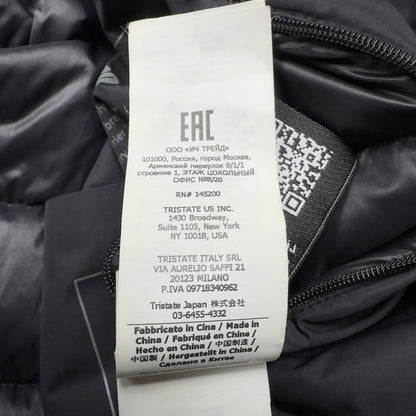 EAC
ООО «ИЧ ТРЕЙД»
101000, Россия, город Москва,
Армянский переулок 9/1/1
строение 1, ЭТАЖ ЦОКОЛЬНЫЙ
ОФИС №8/20
RN# 145200
TRISTATE US INC.
1430 Broadway,
Suite 1105, New York
NY 10018, USA
TRISTATE ITALY SRL
VIA AURELIO SAFFI 21
20123 MILANO
P.IVA 09718340962
Tristate Japan 株式会社
03-6455-4332
Fabbricato in Cina / Made in
China / Fabriqué en Chine /
Hecho en China / 中国制造 /
中国製 / Hergestellt in China /
Сделано в Китае